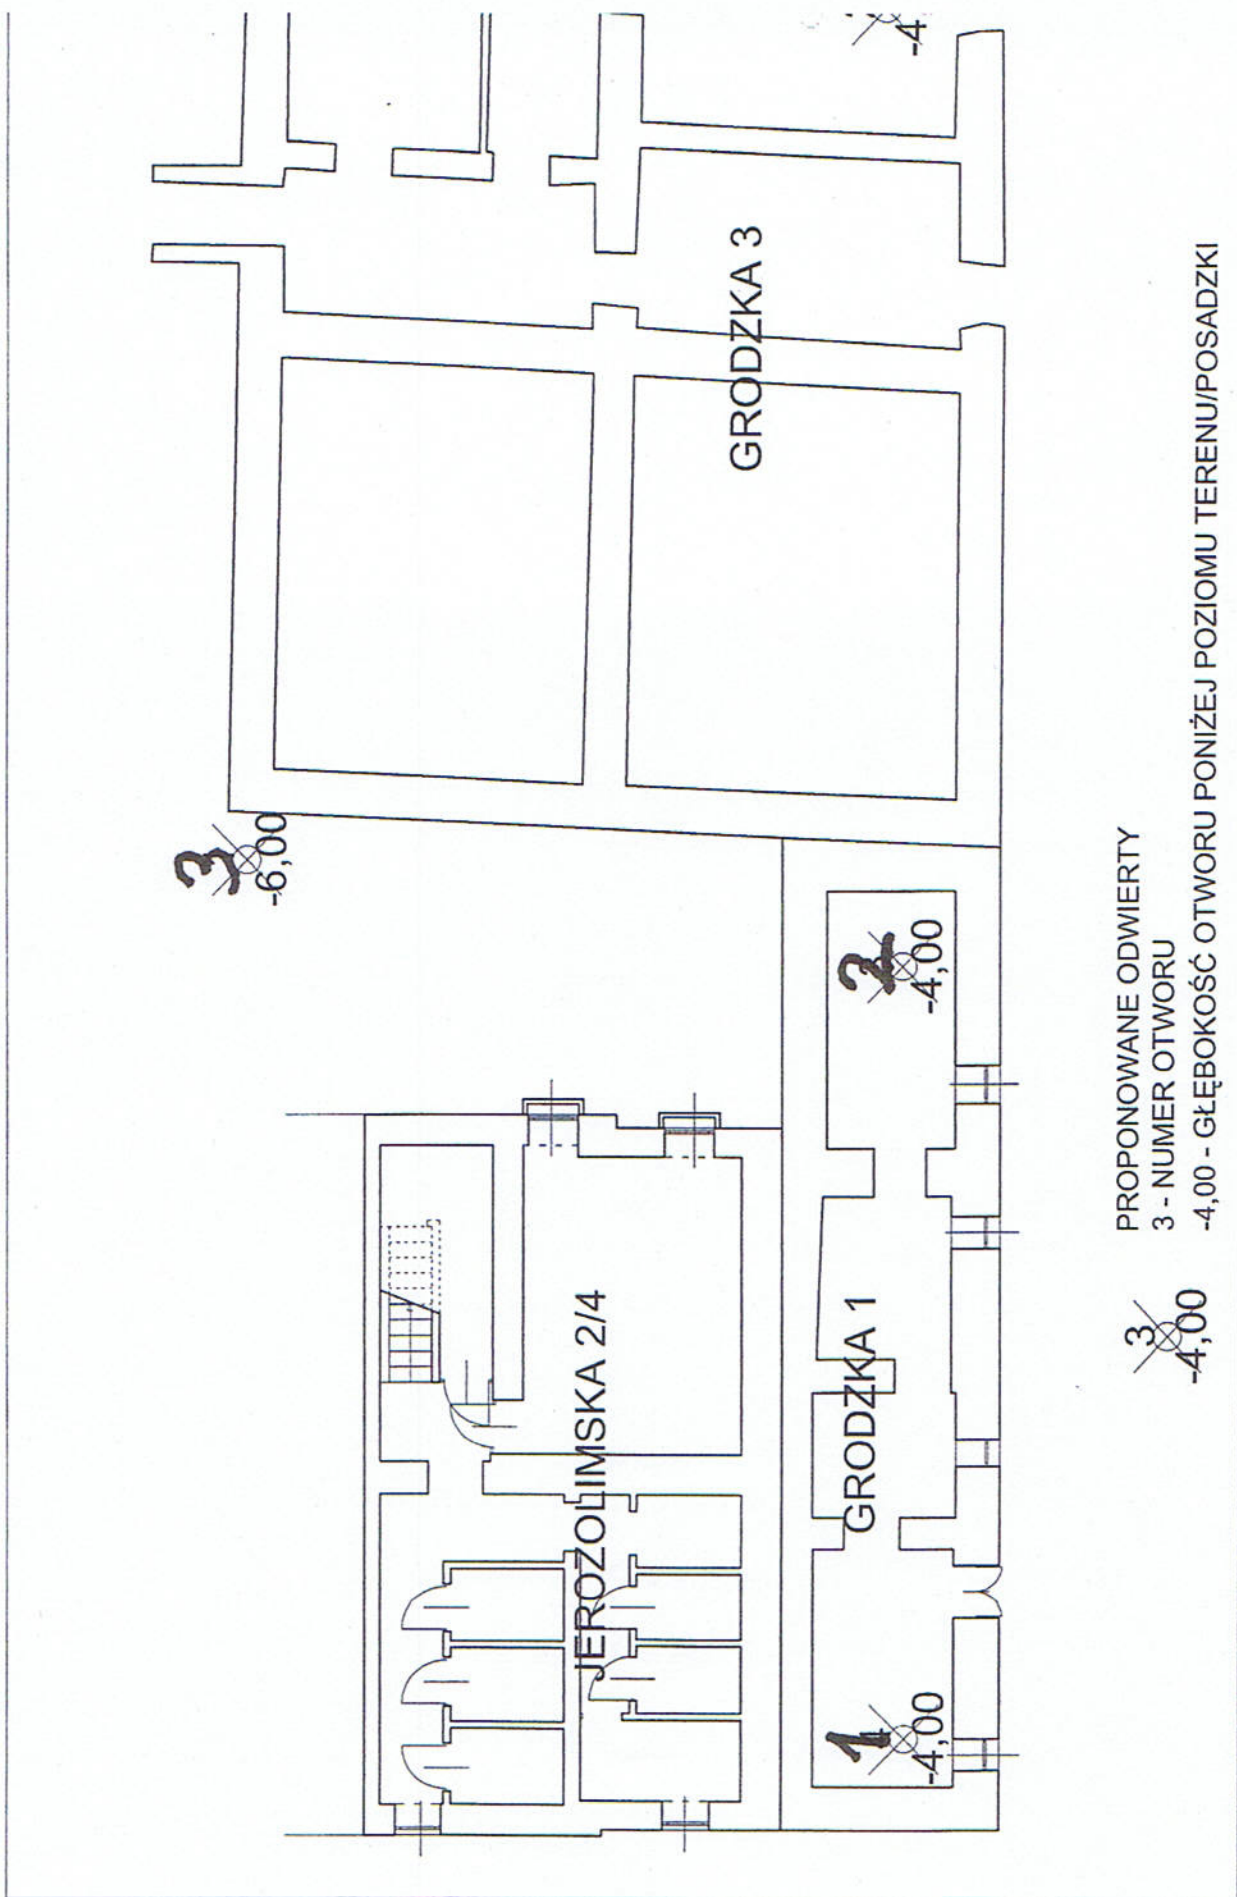 3
-6,00
GRODZKA 3
-4
JEROZOLIMSKA 2/4
GRODZKA 1
1
-4,00
2
-4,00
3
-4,00
PROPONOWANE ODWIERTY
3 - NUMER OTWORU
-4,00 - GŁĘBOKOŚĆ OTWORU PONIŻEJ POZIOMU TERENU/POSADZKI